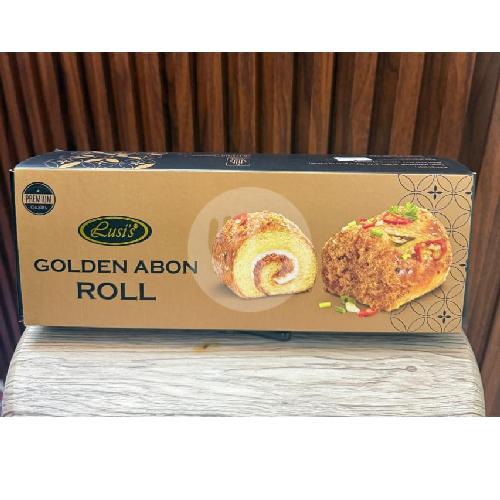 PREMIUM
Lusi's
GOLDEN ABON
ROLL